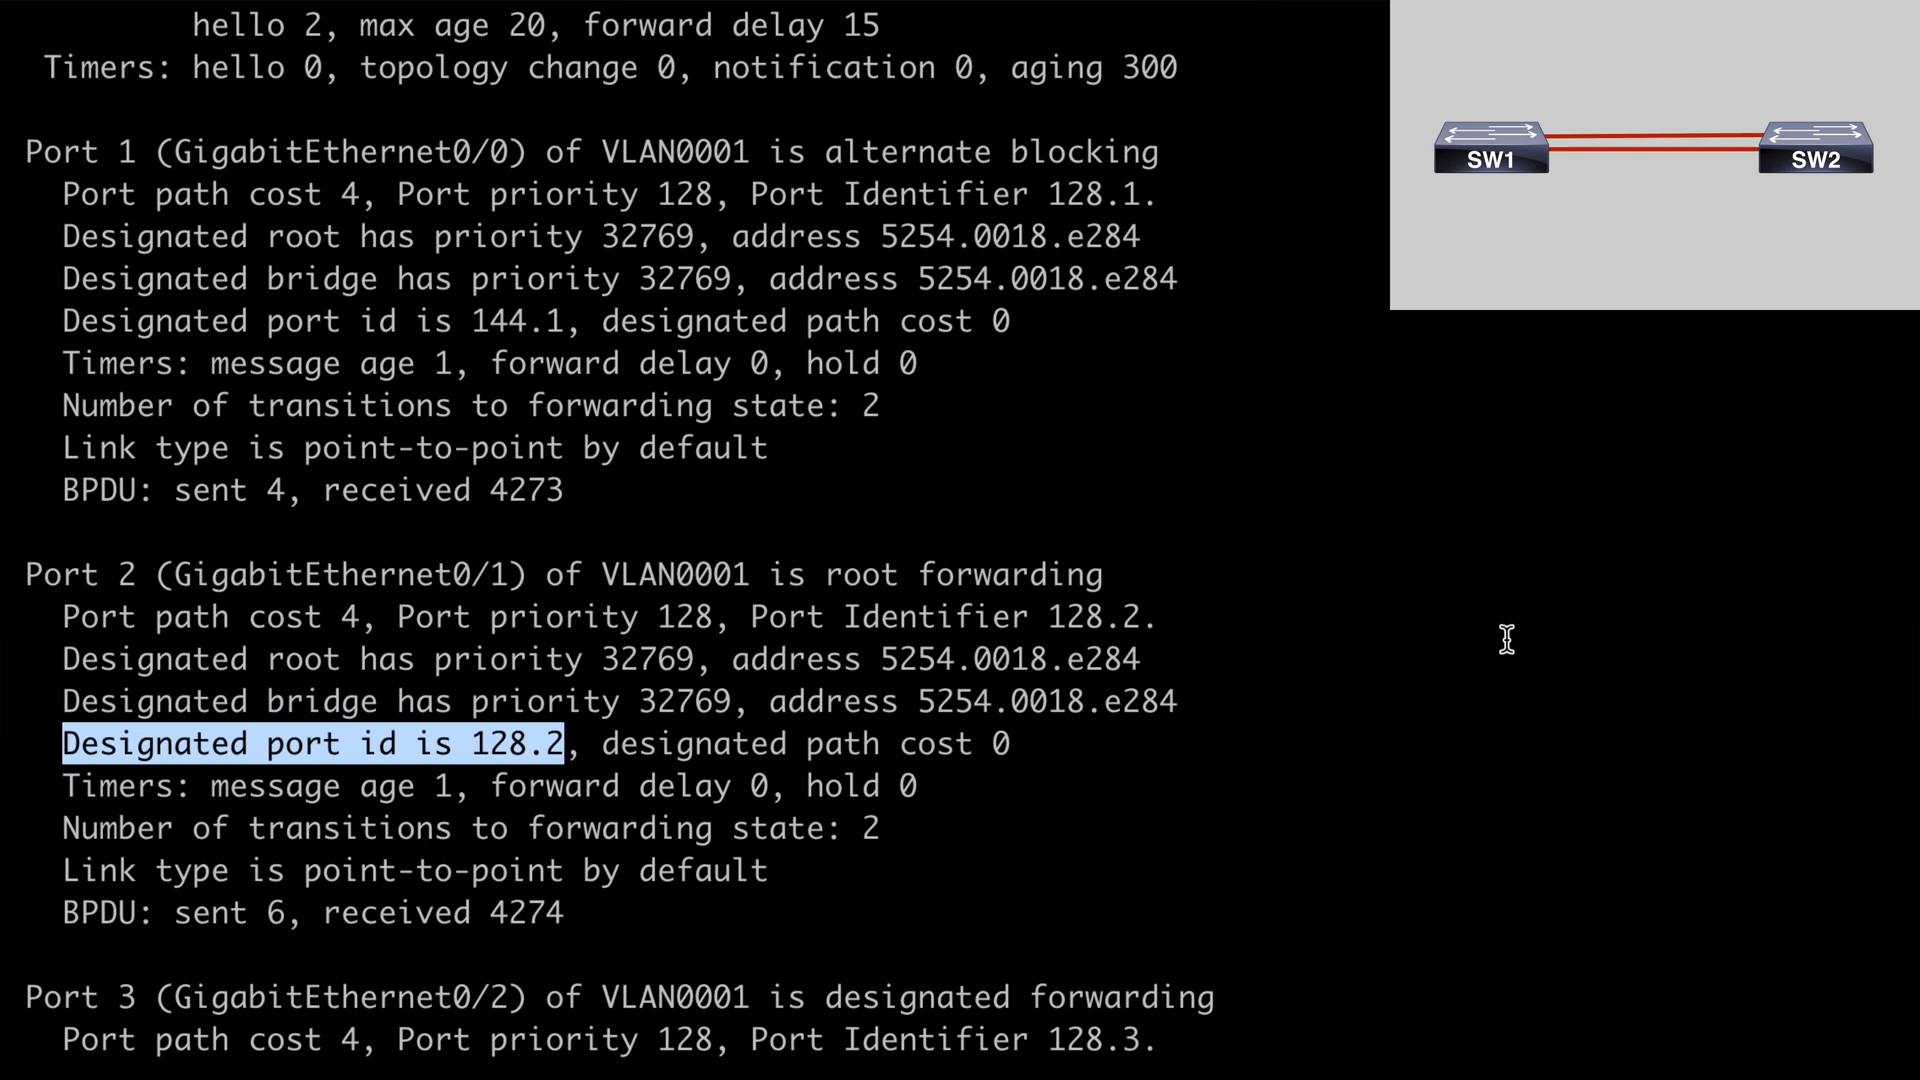 hello 2, max age 20, forward delay 15
Timers: hello 0, topology change 0, notification 0, aging 300
Port 1 (GigabitEthernet0/0) of VLAN0001 is alternate blocking
Port path cost 4, Port priority 128, Port Identifier 128.1.
Designated root has priority 32769, address 5254.0018.e284
Designated bridge has priority 32769, address 5254.0018.e284
Designated port id is 144.1, designated path cost 0
Timers: message age 1, forward delay 0, hold 0
Number of transitions to forwarding state: 2
Link type is point-to-point by default
BPDU: sent 4, received 4273
Port 2 (GigabitEthernet0/1) of VLAN0001 is root forwarding
Port path cost 4, Port priority 128, Port Identifier 128.2.
Designated root has priority 32769, address 5254.0018.e284
Designated bridge has priority 32769, address 5254.0018.e284
Designated port id is 128.2, designated path cost 0
Timers: message age 1, forward delay 0, hold 0
Number of transitions to forwarding state: 2
Link type is point-to-point by default
BPDU: sent 6, received 4274
Port 3 (GigabitEthernet0/2) of VLAN0001 is designated forwarding
Port path cost 4, Port priority 128, Port Identifier 128.3.
SW1
SW2